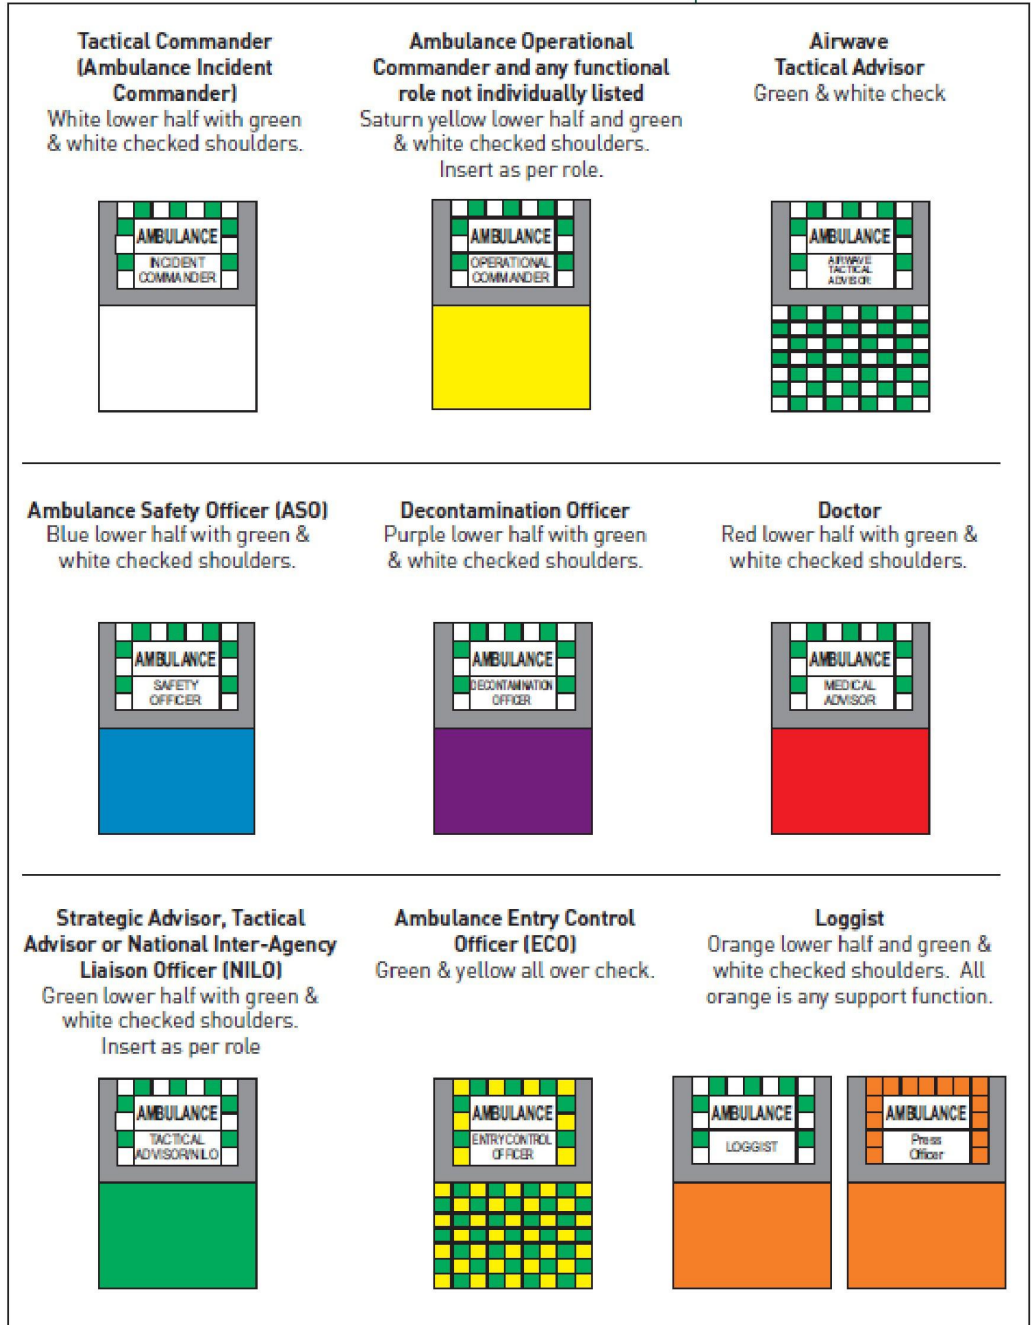 Tactical Commander
(Ambulance Incident
Commander)
White lower half with green
& white checked shoulders.
Ambulance Operational
Commander and any functional
role not individually listed
Saturn yellow lower half and green
& white checked shoulders.
Insert as per role.
Airwave
Tactical Advisor
Green & white check
AMBULANCE
INCIDENT
COMMANDER
AMBULANCE
OPERATIONAL
COMMANDER
AMBULANCE
AIRWAVE
TACTICAL
ADVISOR
Ambulance Safety Officer (ASO)
Blue lower half with green &
white checked shoulders.
Decontamination Officer
Purple lower half with green
& white checked shoulders.
Doctor
Red lower half with green &
white checked shoulders.
AMBULANCE
SAFETY
OFFICER
AMBULANCE
DECONTAMINATION
OFFICER
AMBULANCE
MEDICAL
ADVISOR
Strategic Advisor, Tactical
Advisor or National Inter-Agency
Liaison Officer (NILO)
Green lower half with green &
white checked shoulders.
Insert as per role
Ambulance Entry Control
Officer (ECO)
Green & yellow all over check.
Loggist
Orange lower half and green &
white checked shoulders. All
orange is any support function.
AMBULANCE
TACTICAL
ADVISOR/NILO
AMBULANCE
ENTRY CONTROL
OFFICER
AMBULANCE
LOGGIST
AMBULANCE
Press
Officer